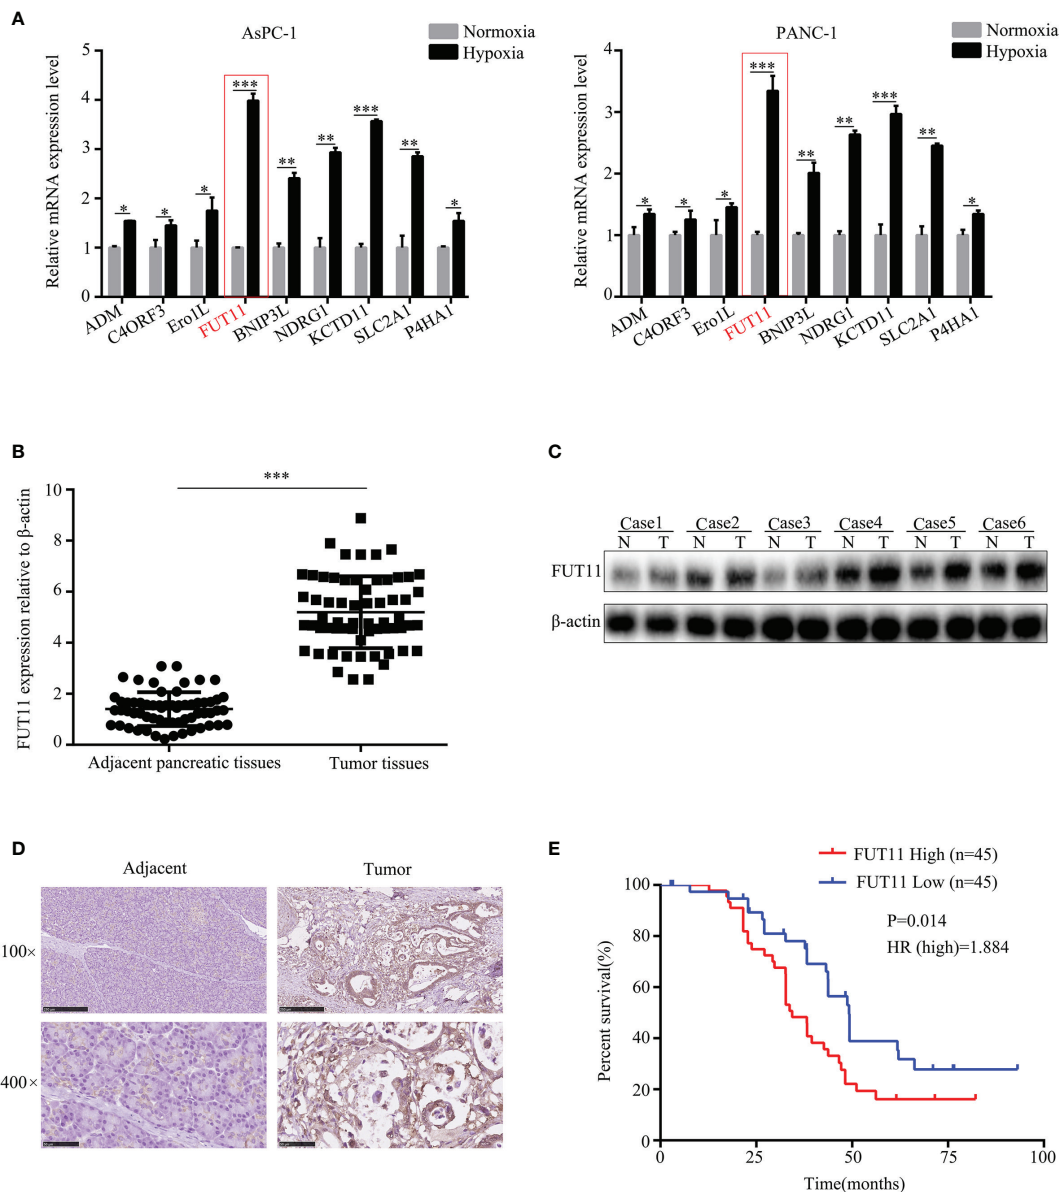 A
AsPC-1
Normoxia
Hypoxia
Relative mRNA expression level
5
4
3
2
1
0
* * * *** ** ** *** ** *
ADM C4ORF3 Ero1L FUT11 BNIP3L NDRG1 KCTD11 SLC2A1 P4HA1
PANC-1
Normoxia
Hypoxia
Relative mRNA expression level
4
3
2
1
0
* * * *** ** ** *** ** *
ADM C4ORF3 Ero1L FUT11 BNIP3L NDRG1 KCTD11 SLC2A1 P4HA1
B
FUT11 expression relative to β-actin
10
8
6
4
2
0
***
Adjacent pancreatic tissues Tumor tissues
C
Case1 Case2 Case3 Case4 Case5 Case6
N T N T N T N T N T N T
FUT11
β-actin
D
Adjacent Tumor
100×
400×
E
FUT11 High (n=45)
FUT11 Low (n=45)
P=0.014
HR (high)=1.884
Percent survival(%)
100
80
60
40
20
0
0 25 50 75 100
Time(months)